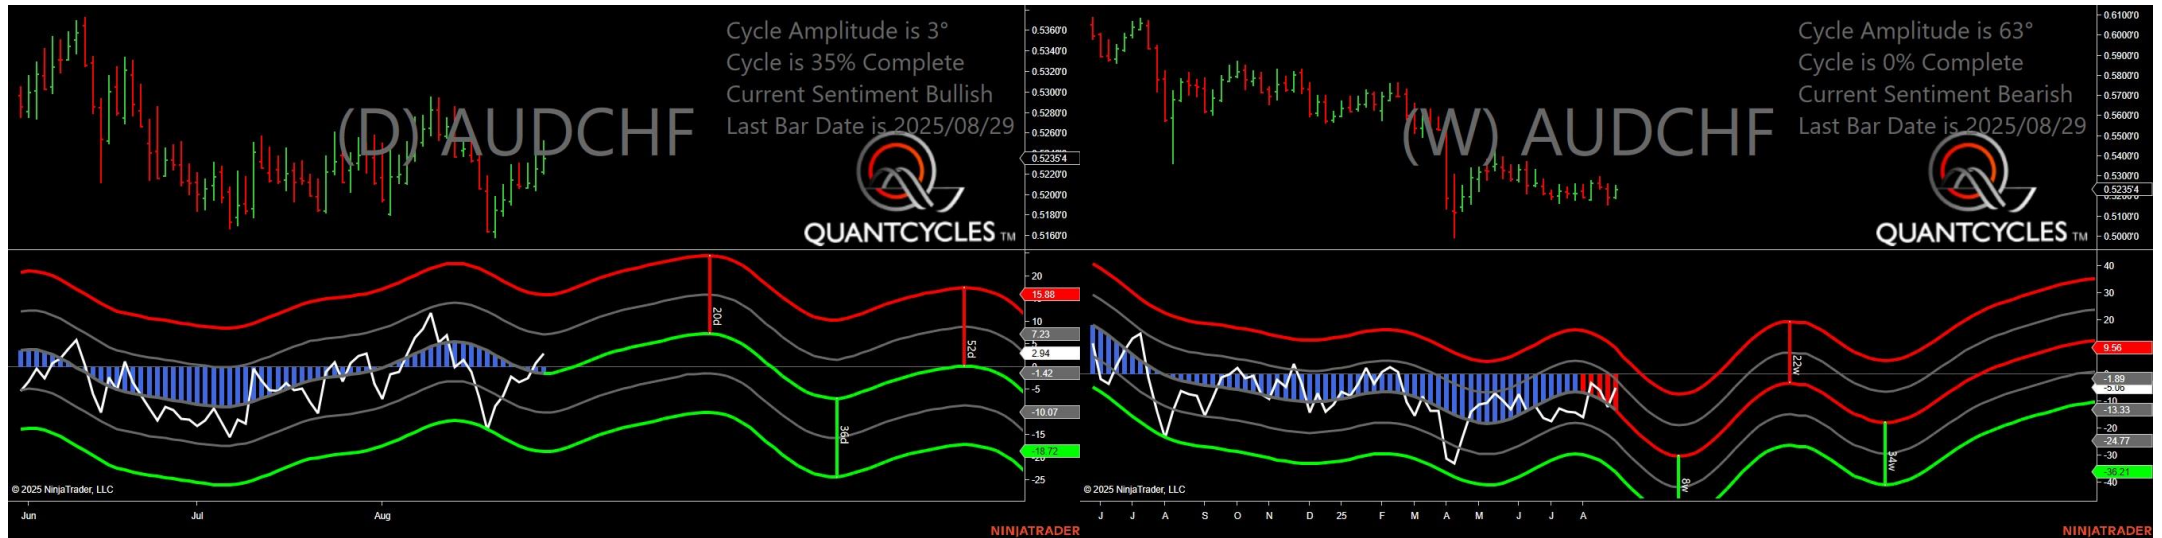 Cycle Amplitude is 3°
Cycle is 35% Complete
Current Sentiment Bullish
Last Bar Date is 2025/08/29
(D) AUDCHF
QUANTCYCLES TM
0.5360'0
0.5340'0
0.5320'0
0.5300'0
0.5280'0
0.5260'0
0.5235'4
0.5220'0
0.5200'0
0.5180'0
0.5160'0
20
15.88
10
7.23
2.94
-1.42
-5
-10.07
-15
-18.72
-25
20d
36d
52d
© 2025 NinjaTrader, LLC
Jun Jul Aug
NINJATRADER
Cycle Amplitude is 63°
Cycle is 0% Complete
Current Sentiment Bearish
Last Bar Date is 2025/08/29
(W) AUDCHF
QUANTCYCLES TM
0.6100'0
0.6000'0
0.5900'0
0.5800'0
0.5700'0
0.5600'0
0.5500'0
0.5400'0
0.5300'0
0.5235'4
0.5100'0
0.5000'0
40
30
20
9.56
-1.89
-5.06
-10
-13.33
-20
-24.77
-30
-36.21
-40
8w
22w
34w
© 2025 NinjaTrader, LLC
J J A S O N D 25 F M A M J J A
NINJATRADER